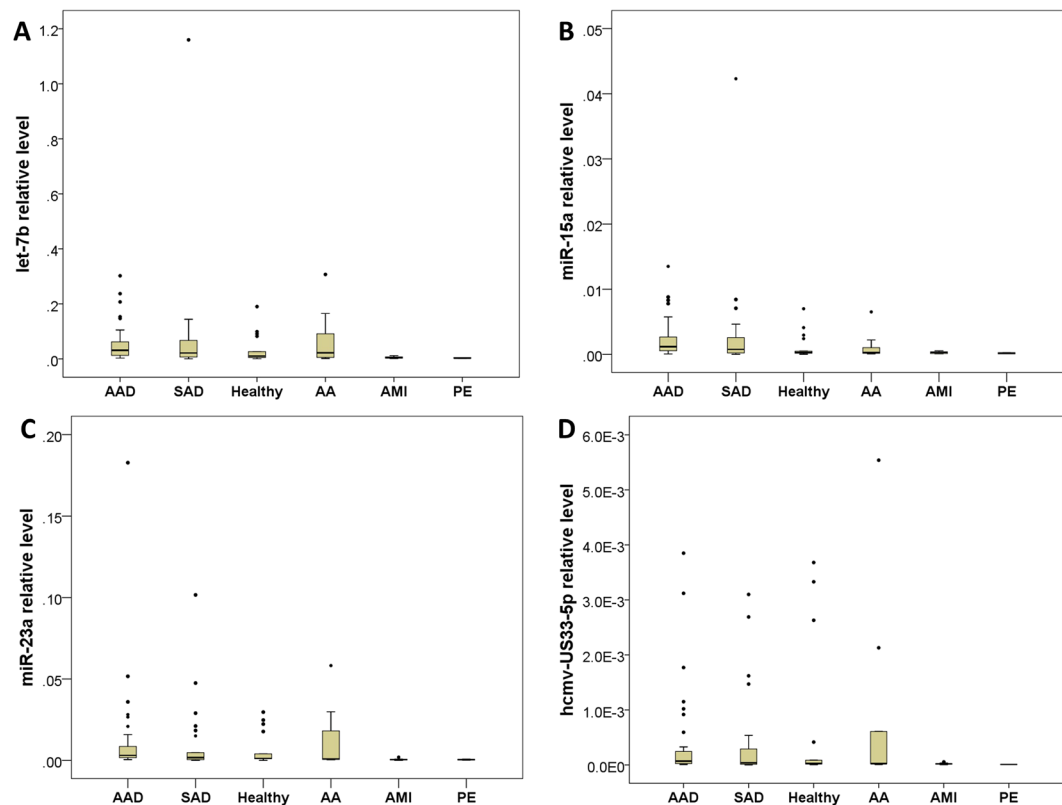 A
let-7b relative level
1.2
1.0
.8
.6
.4
.2
.0
AAD SAD Healthy AA AMI PE
B
miR-15a relative level
.05
.04
.03
.02
.01
.00
AAD SAD Healthy AA AMI PE
C
miR-23a relative level
.20
.15
.10
.05
.00
AAD SAD Healthy AA AMI PE
D
hcmv-US33-5p relative level
6.0E-3
5.0E-3
4.0E-3
3.0E-3
2.0E-3
1.0E-3
0.0E0
AAD SAD Healthy AA AMI PE